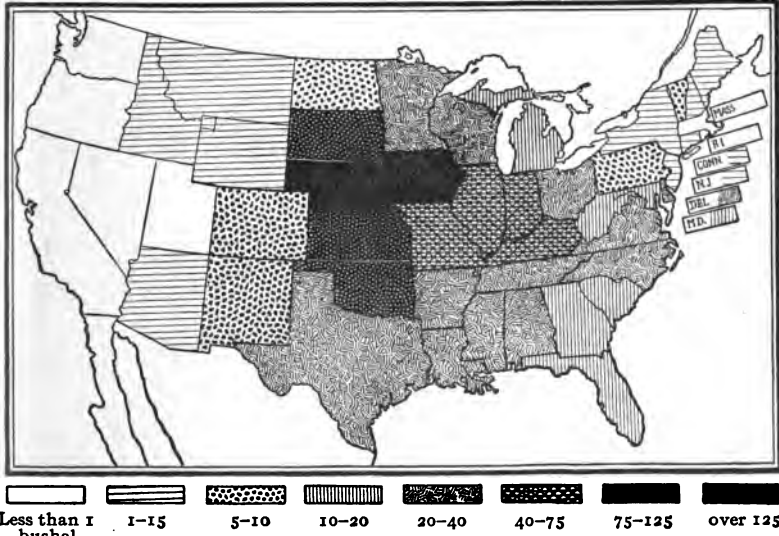 MASS
R I
CONN.
N.J
DEL
M.D.
Less than 1 bushel
1-15
5-10
10-20
20-40
40-75
75-125
over 125